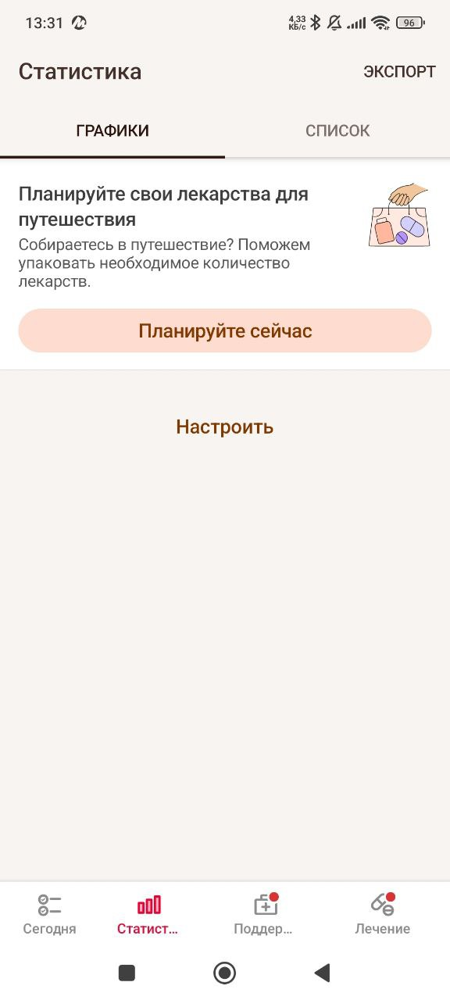 13:31
4,33
КБ/с
96
Статистика
ЭКСПОРТ
ГРАФИКИ
СПИСОК
Планируйте свои лекарства для
путешествия
Собираетесь в путешествие? Поможем
упаковать необходимое количество
лекарств.
Планируйте сейчас
Настроить
Сегодня
Статист...
Поддер...
Лечение